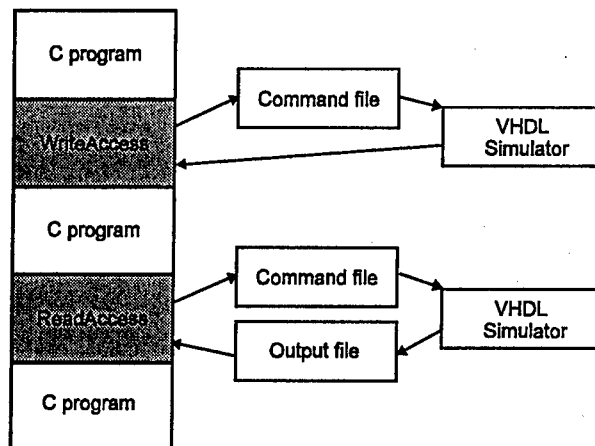 C program
Command file
VHDL
Simulator
WriteAccess
C program
Command file
VHDL
Simulator
ReadAccess
Output file
C program